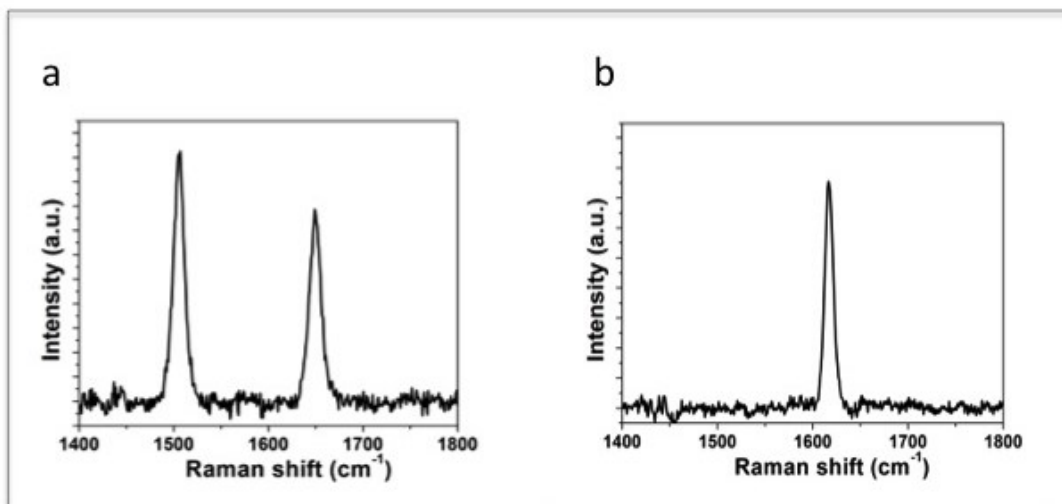 a
b
Intensity (a.u.)
1400 1500 1600 1700 1800
Raman shift (cm⁻¹)
Intensity (a.u.)
1400 1500 1600 1700 1800
Raman shift (cm⁻¹)